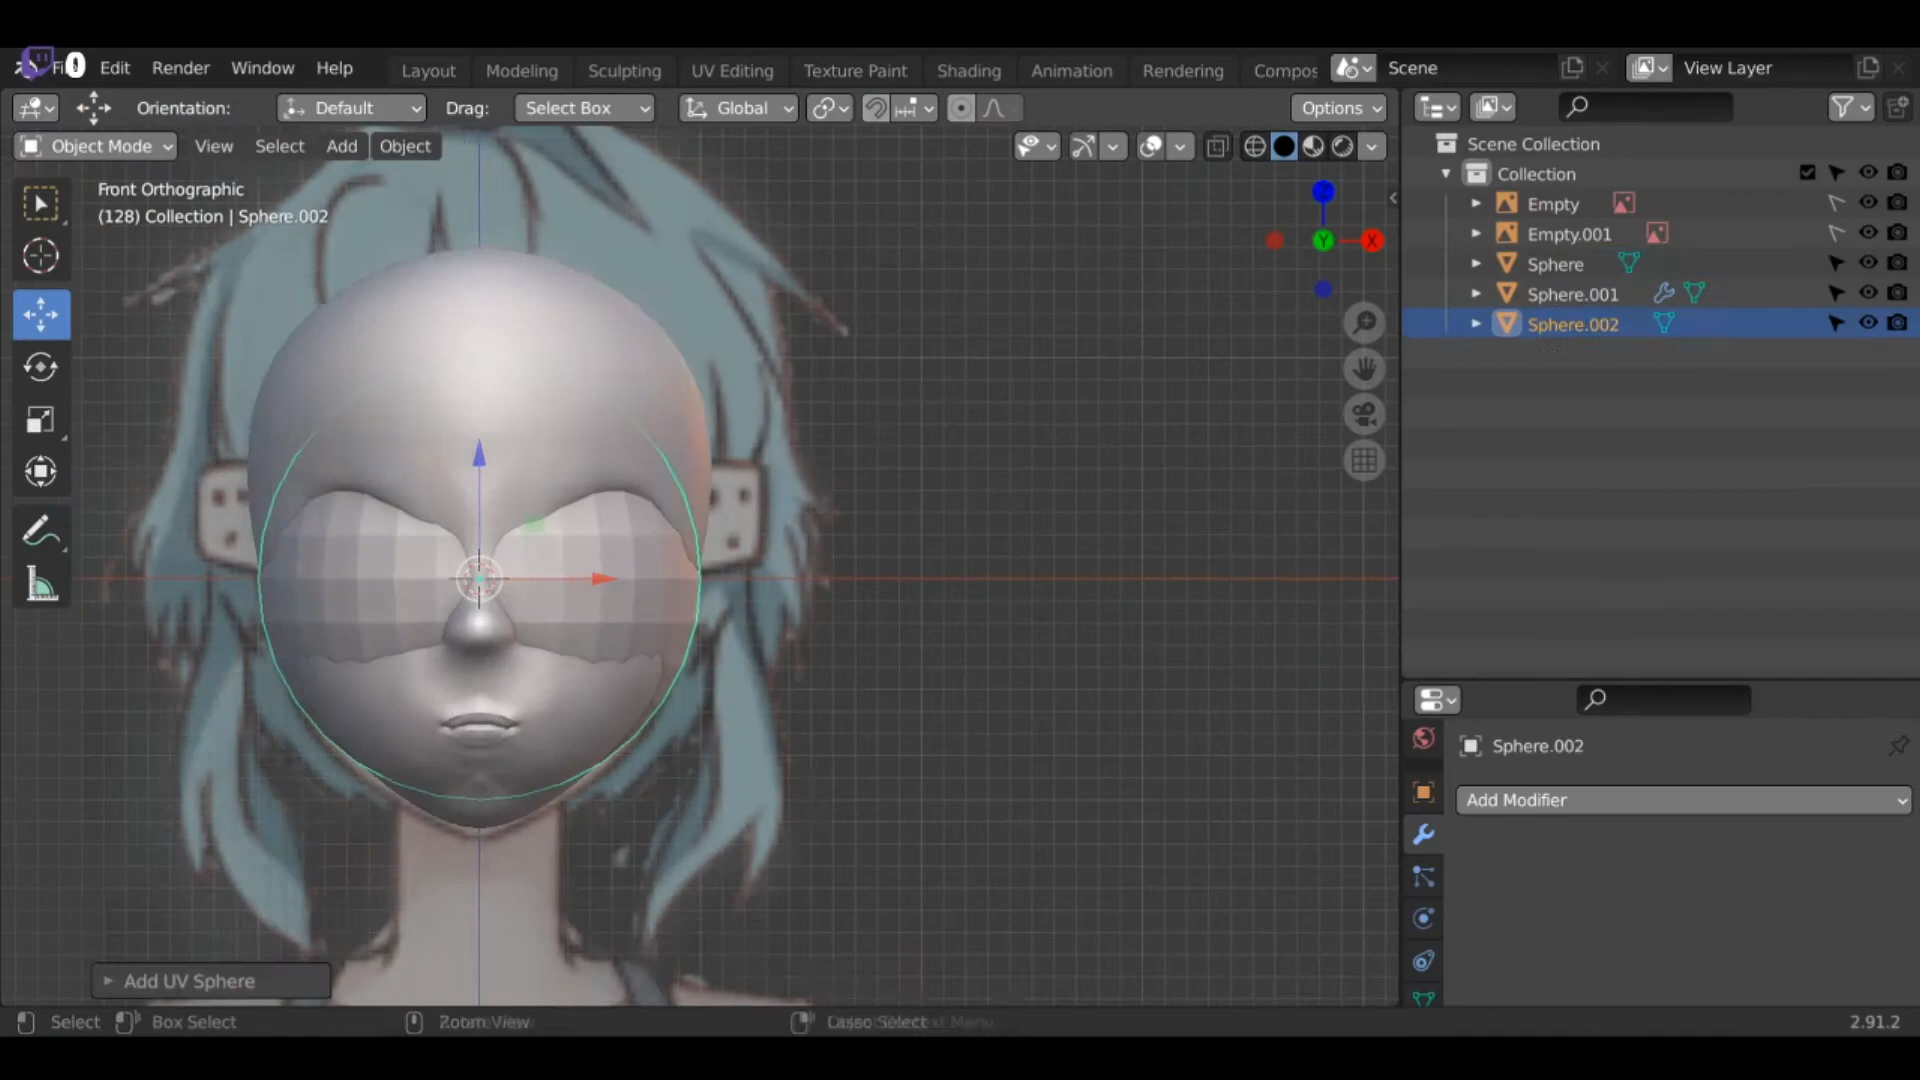 0
Edit Render Window Help Layout Modeling Sculpting UV Editing Texture Paint Shading Animation Rendering Compos Scene View Layer
Orientation: Default Drag: Select Box Global Options
Object Mode View Select Add Object
Front Orthographic
(128) Collection | Sphere.002
Z
Y
X
Scene Collection
Collection
Empty
Empty.001
Sphere
Sphere.001
Sphere.002
Sphere.002
Add Modifier
Add UV Sphere
Select Box Select View Lasso Select 2.91.2